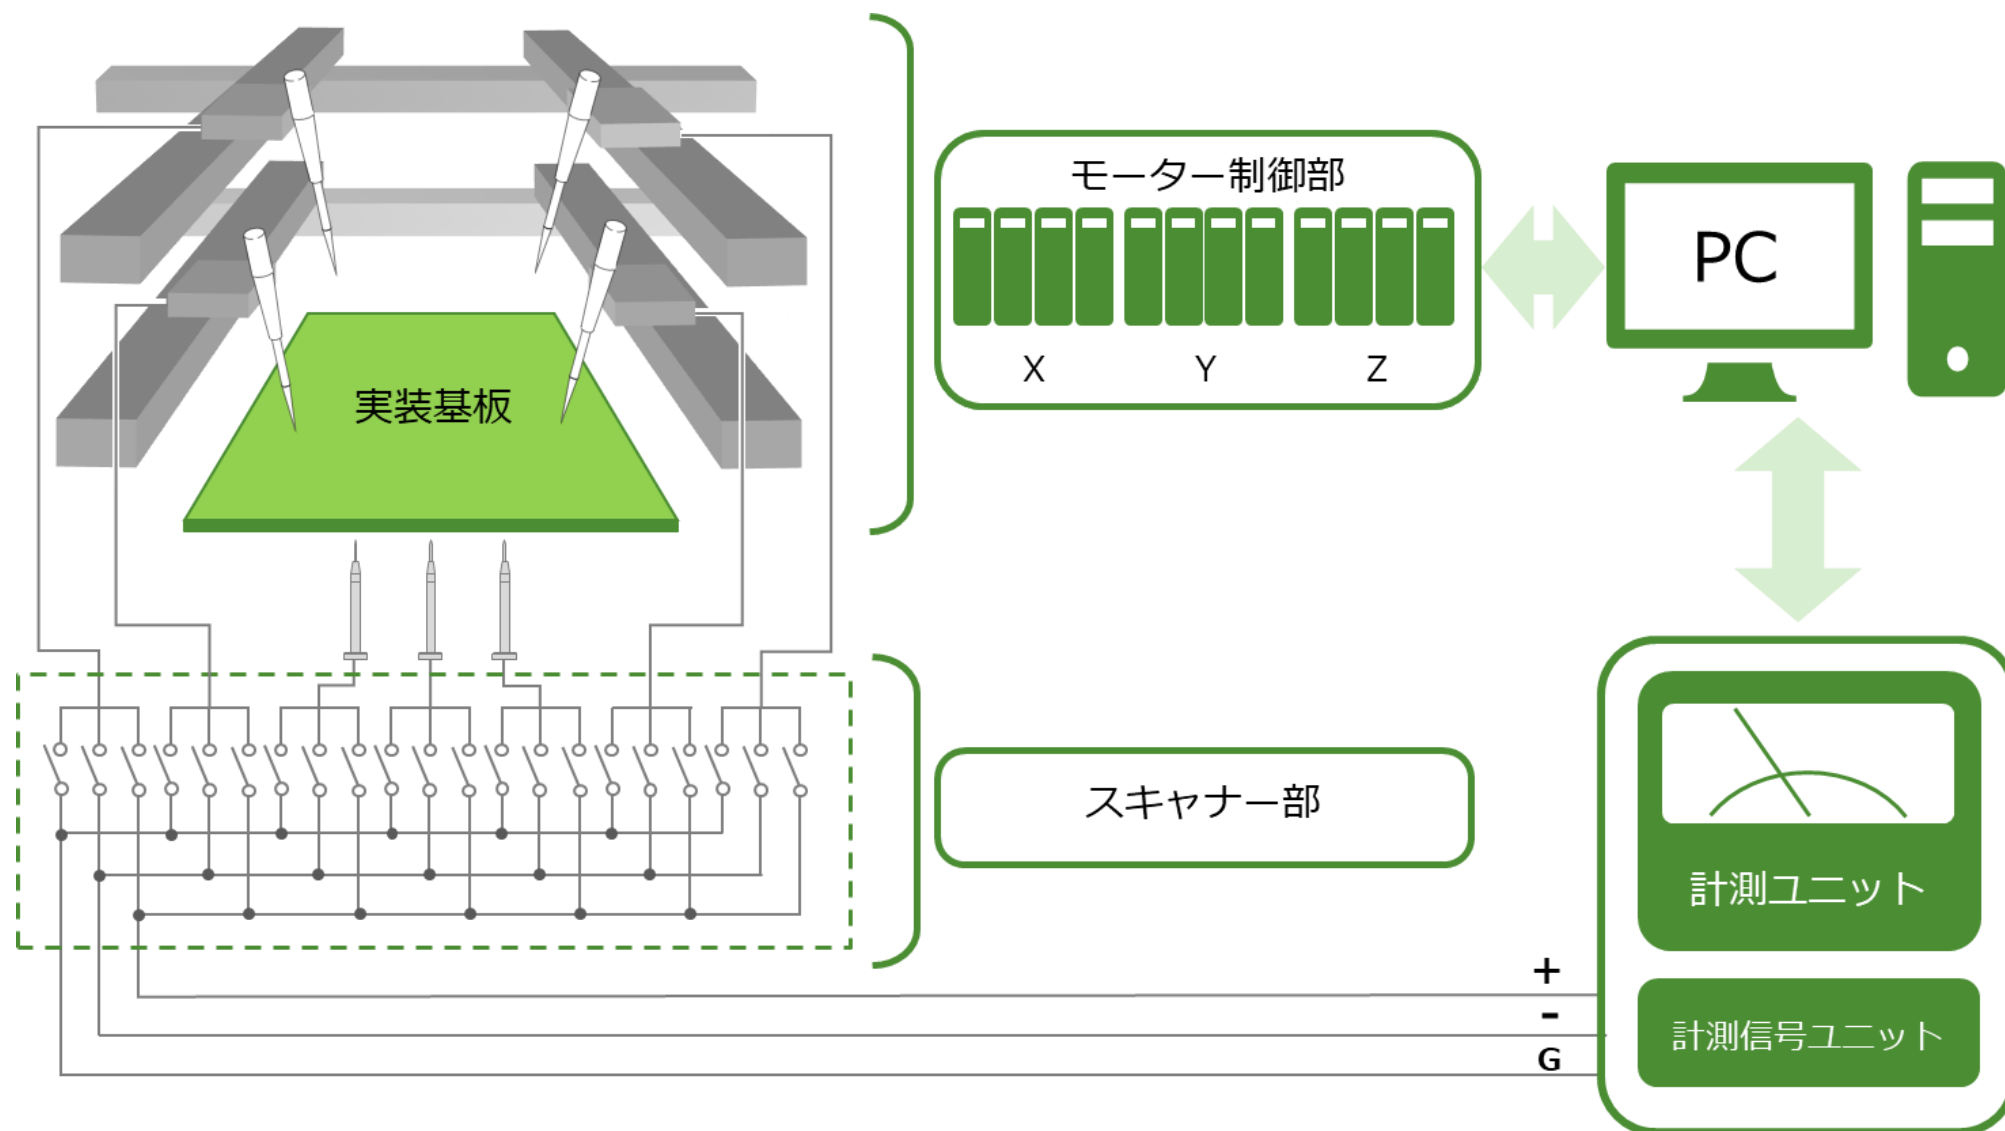 モーター制御部
X
Y
Z
PC
実装基板
スキャナー部
計測ユニット
+
-
G
計測信号ユニット